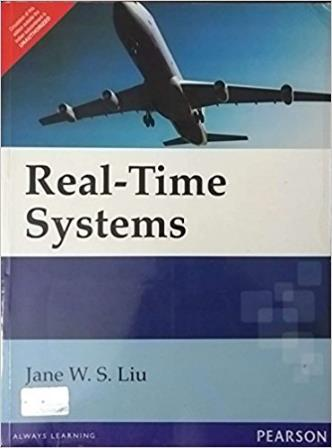 Real-Time
Systems
Jane W. S. Liu
ALWAYS LEARNING
PEARSON